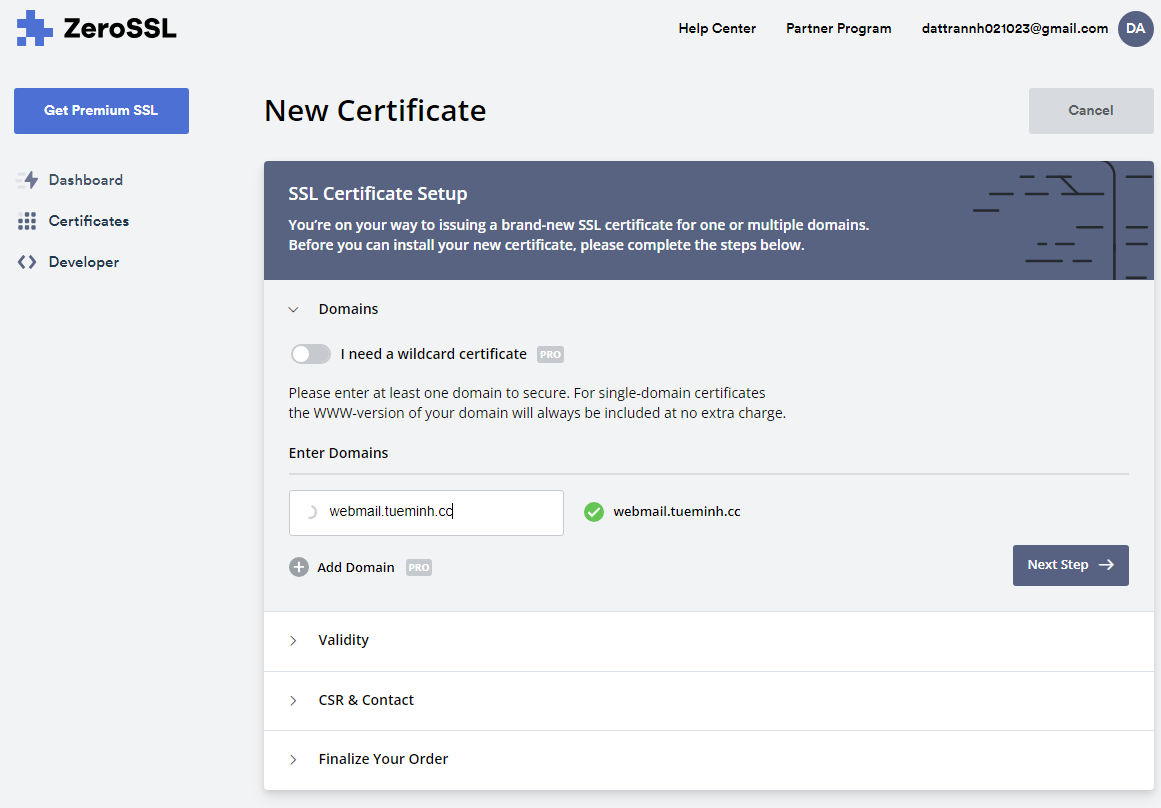 ZeroSSL
Help Center
Partner Program
dattrannh021023@gmail.com
DA
Get Premium SSL
New Certificate
Cancel
Dashboard
Certificates
Developer
SSL Certificate Setup
You're on your way to issuing a brand-new SSL certificate for one or multiple domains.
Before you can install your new certificate, please complete the steps below.
Domains
I need a wildcard certificate PRO
Please enter at least one domain to secure. For single-domain certificates
the WWW-version of your domain will always be included at no extra charge.
Enter Domains
webmail.tueminh.cc
webmail.tueminh.cc
Add Domain PRO
Next Step →
Validity
CSR & Contact
Finalize Your Order